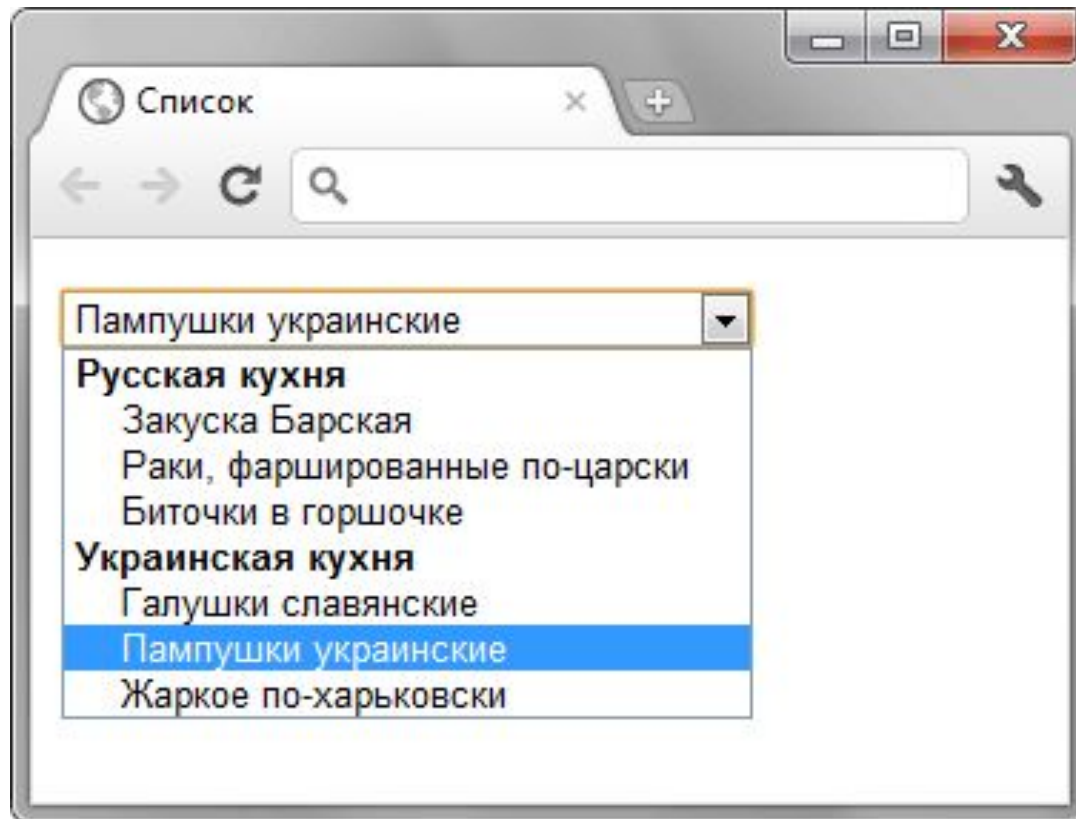 Список
Пампушки украинские
Русская кухня
Закуска Барская
Раки, фаршированные по-царски
Биточки в горшочке
Украинская кухня
Галушки славянские
Пампушки украинские
Жаркое по-харьковски